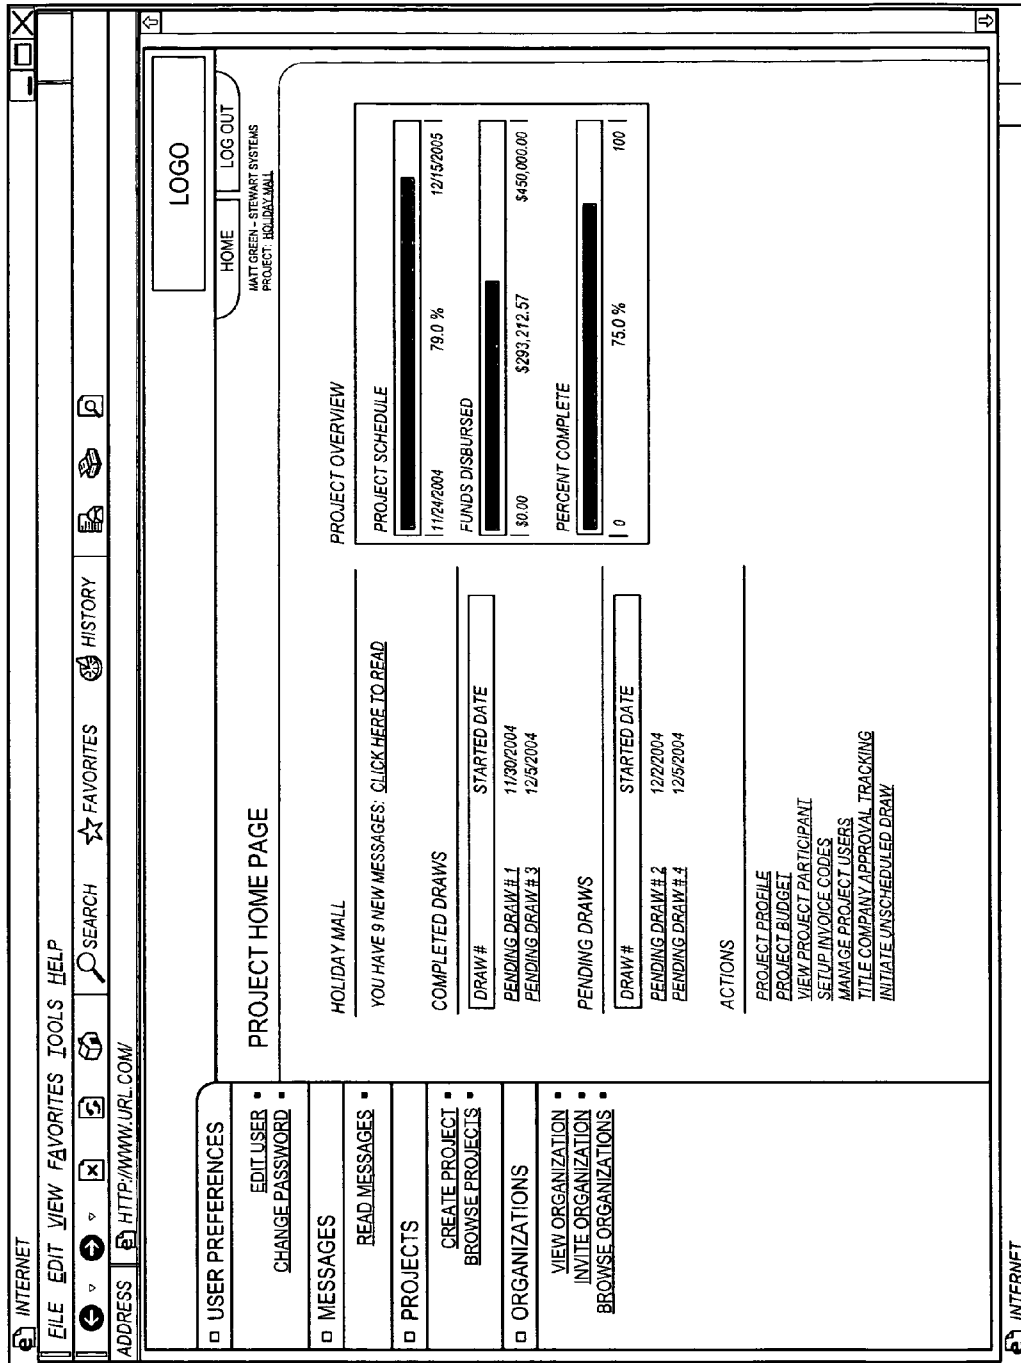 INTERNET
FILE EDIT VIEW FAVORITES TOOLS HELP
SEARCH FAVORITES HISTORY
ADDRESS HTTP://WWW.URL.COM/
LOGO
HOME LOG OUT
MATT GREEN - STEWART SYSTEMS
PROJECT: HOLIDAY MALL
USER PREFERENCES
EDIT USER
CHANGE PASSWORD
MESSAGES
READ MESSAGES
PROJECTS
CREATE PROJECT
BROWSE PROJECTS
ORGANIZATIONS
VIEW ORGANIZATION
INVITE ORGANIZATION
BROWSE ORGANIZATIONS
PROJECT HOME PAGE
HOLIDAY MALL
YOU HAVE 9 NEW MESSAGES: CLICK HERE TO READ
COMPLETED DRAWS
DRAW # STARTED DATE
PENDING DRAW # 1 11/30/2004
PENDING DRAW # 3 12/5/2004
PENDING DRAWS
DRAW # STARTED DATE
PENDING DRAW # 2 12/2/2004
PENDING DRAW # 4 12/5/2004
ACTIONS
PROJECT PROFILE
PROJECT BUDGET
VIEW PROJECT PARTICIPANT
SETUP INVOICE CODES
MANAGE PROJECT USERS
TITLE COMPANY APPROVAL TRACKING
INITIATE UNSCHEDULED DRAW
PROJECT OVERVIEW
PROJECT SCHEDULE
11/24/2004 79.0 % 12/15/2005
FUNDS DISBURSED
$0.00 $293,212.57 $450,000.00
PERCENT COMPLETE
0 75.0 % 100
INTERNET